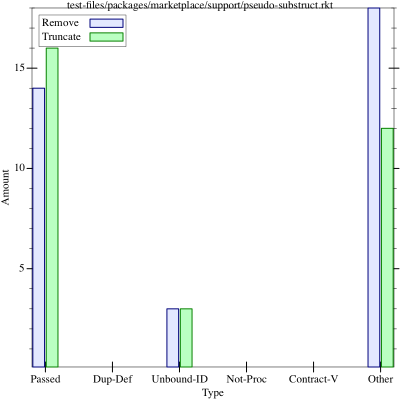 test-files/packages/marketplace/support/pseudo-substruct.rkt
Remove
Truncate
15
10
5
Amount
Passed Dup-Def Unbound-ID Not-Proc Contract-V Other
Type